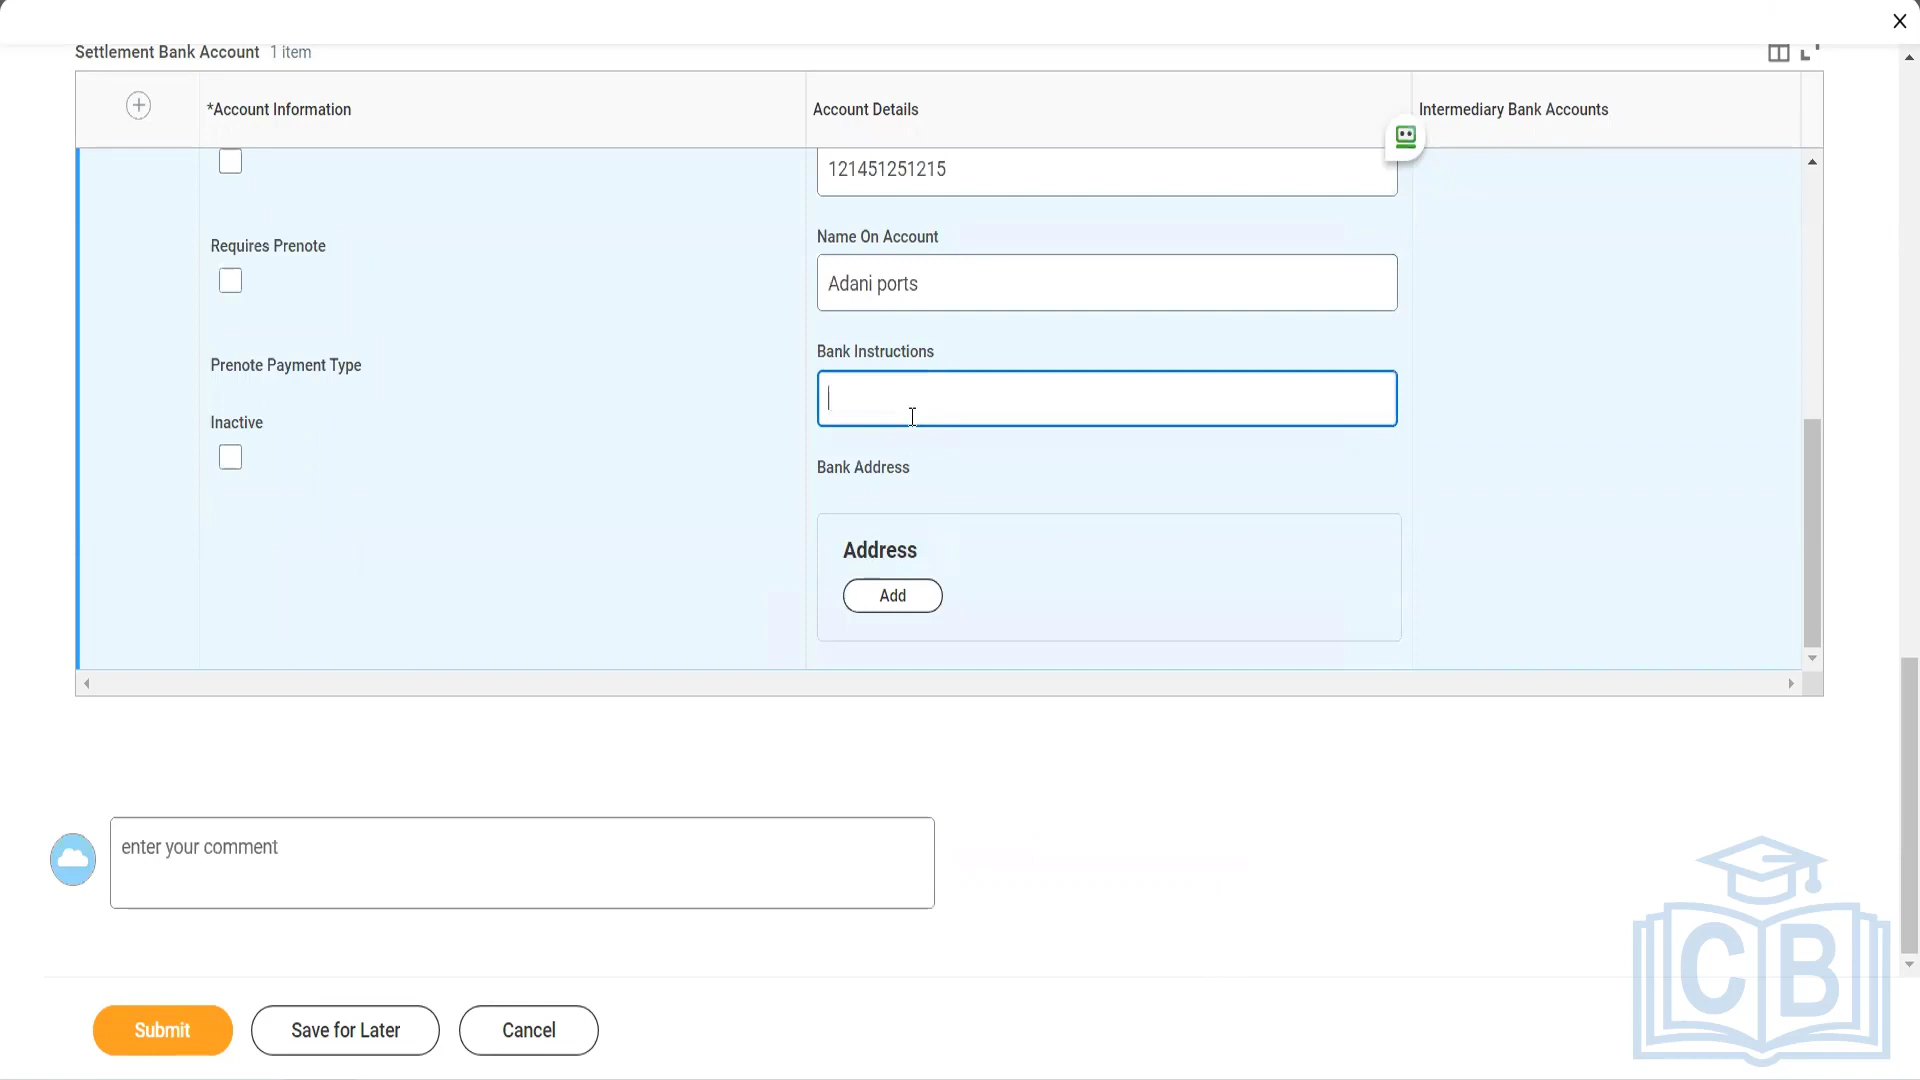 Settlement Bank Account 1 item
*Account Information
Account Details
Intermediary Bank Accounts
121451251215
Requires Prenote
Name On Account
Adani ports
Prenote Payment Type
Bank Instructions
Inactive
Bank Address
Address
Add
enter your comment
Submit
Save for Later
Cancel
CB